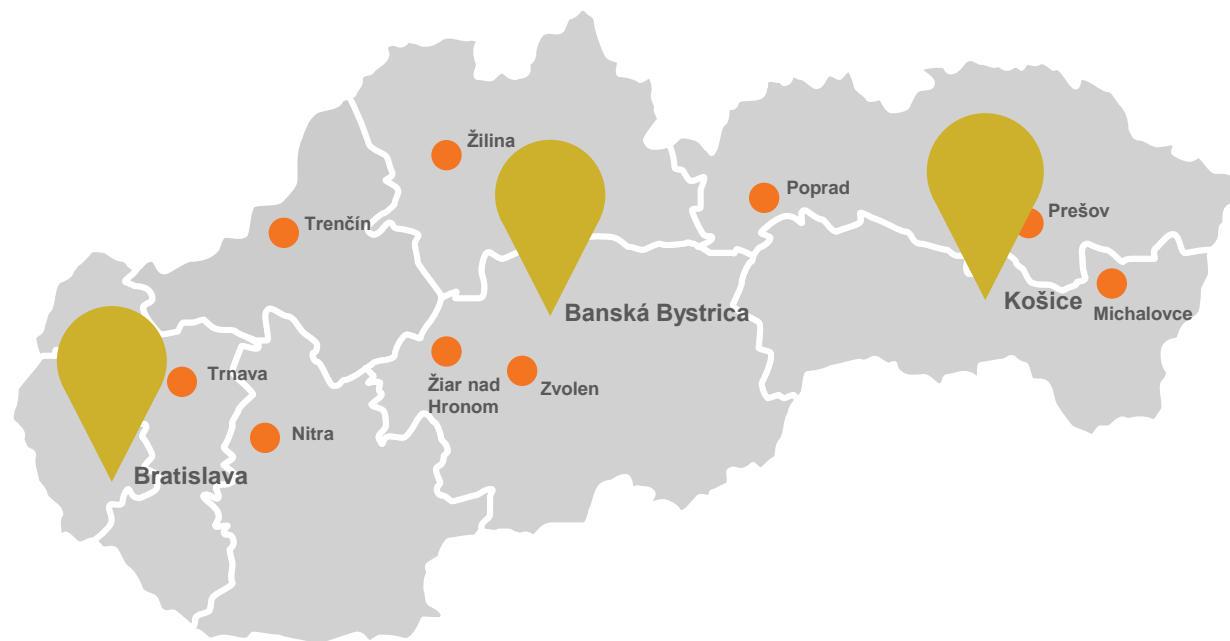 Žilina
Poprad
Prešov
Trenčín
Košice
Michalovce
Banská Bystrica
Trnava
Žiar nad
Hronom
Zvolen
Nitra
Bratislava